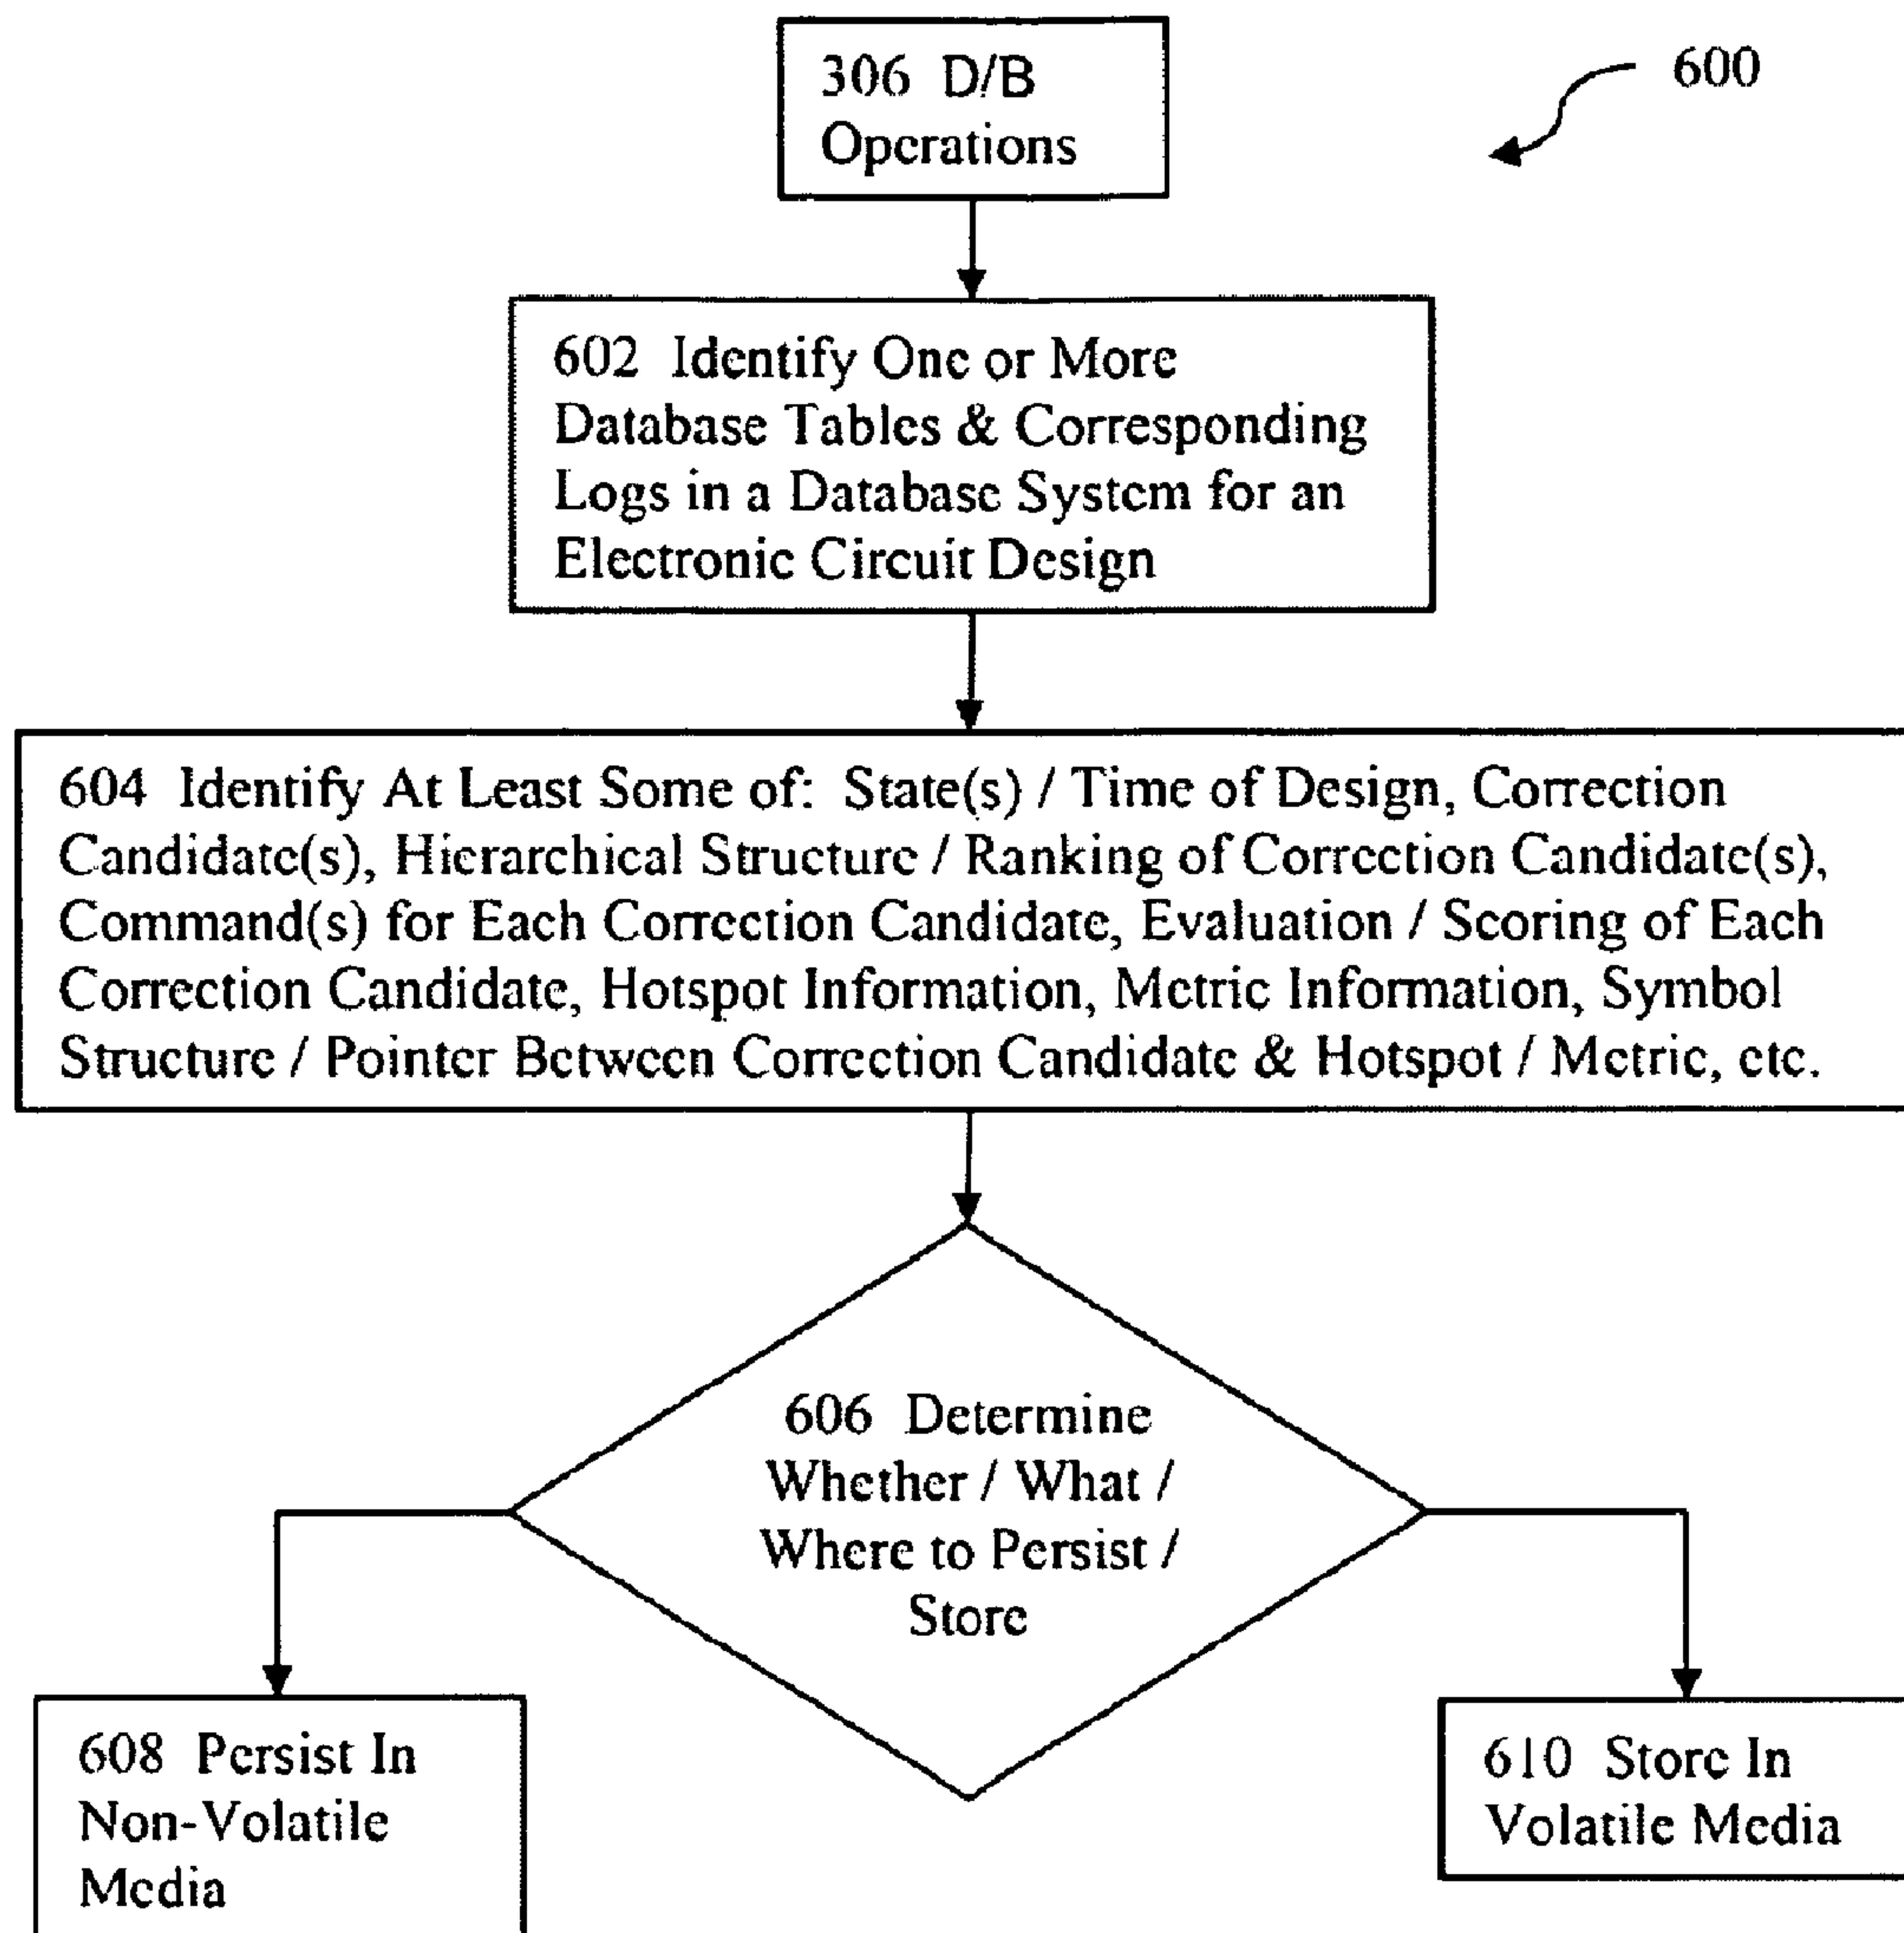 306 D/B
Operations
600
602 Identify One or More
Database Tables & Corresponding
Logs in a Database System for an
Electronic Circuit Design
604 Identify At Least Some of: State(s) / Time of Design, Correction
Candidate(s), Hierarchical Structure / Ranking of Correction Candidate(s),
Command(s) for Each Correction Candidate, Evaluation / Scoring of Each
Correction Candidate, Hotspot Information, Metric Information, Symbol
Structure / Pointer Between Correction Candidate & Hotspot / Metric, etc.
606 Determine
Whether / What /
Where to Persist /
Store
608 Persist In
Non-Volatile
Media
610 Store In
Volatile Media